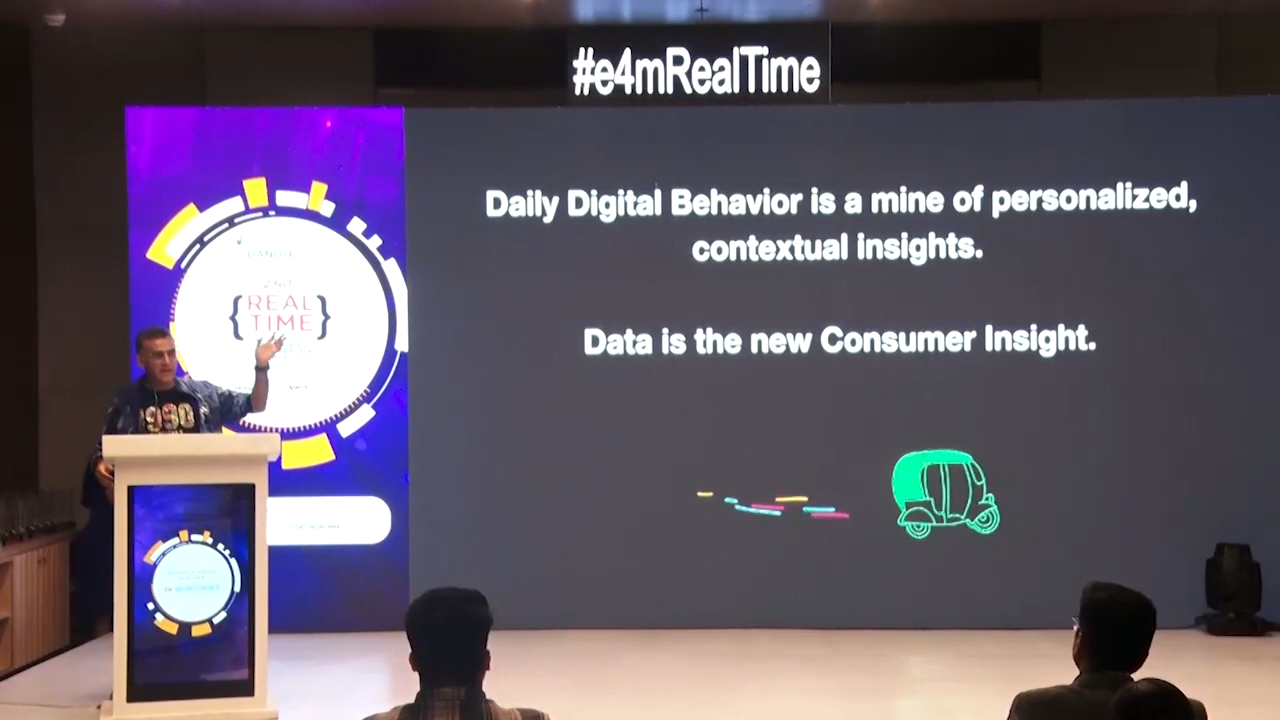 #e4mRealTime
Daily Digital Behavior is a mine of personalized,
contextual insights.
Data is the new Consumer Insight.
{REAL
TIME}
1990